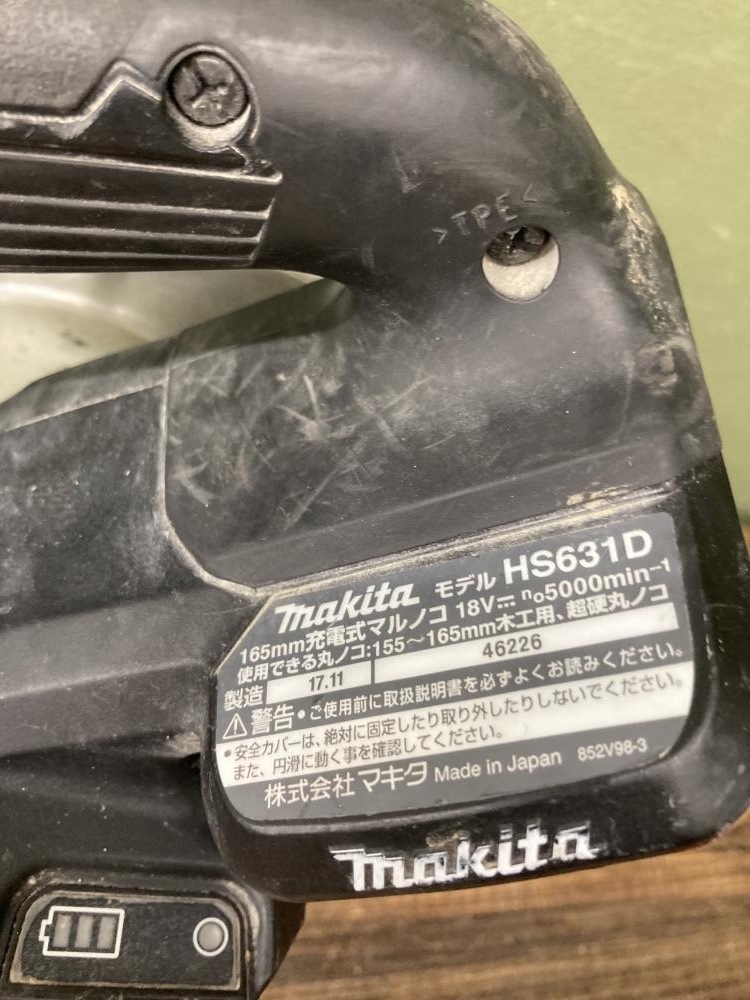 >TPE<
makita モデル HS631D
165mm充電式マルノコ 18V⎓ n₀5000min⁻¹
使用できる丸ノコ:155～165mm木工用、超硬丸ノコ
製造 17.11 46226
⚠警告•ご使用前に取扱説明書を必ずよくお読みください。
•安全カバーは、絶対に固定したり取り外したりしないでください。
また、円滑に動く事を確認してください。
株式会社マキタ Made in Japan 852V98-3
makita